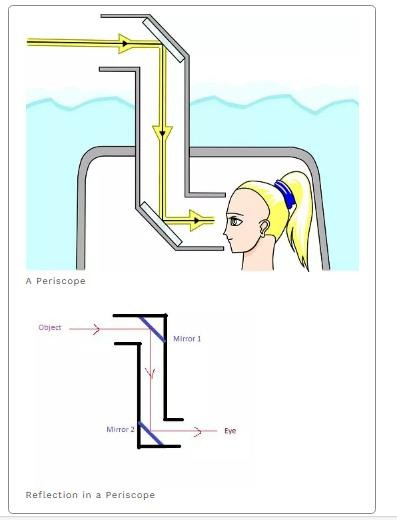 A Periscope
Object
Mirror 1
Mirror 2
Eye
Reflection in a Periscope